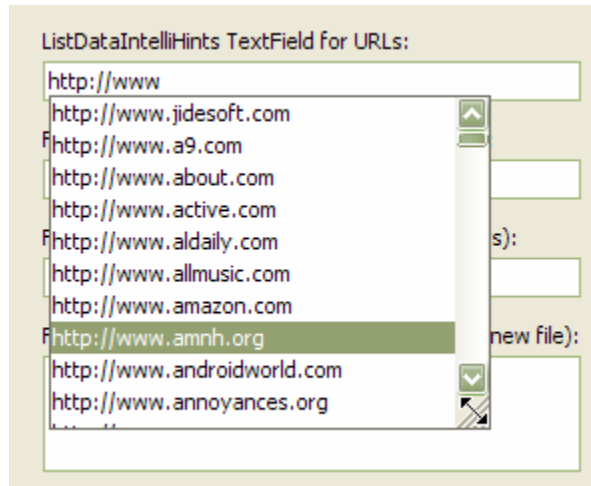 ListDataIntelliHints TextField for URLs:
http://www
http://www.jidesoft.com
http://www.a9.com
http://www.about.com
http://www.active.com
http://www.aldaily.com
s):
http://www.allmusic.com
http://www.amazon.com
http://www.amnh.org
new file):
http://www.androidworld.com
http://www.annoyances.org